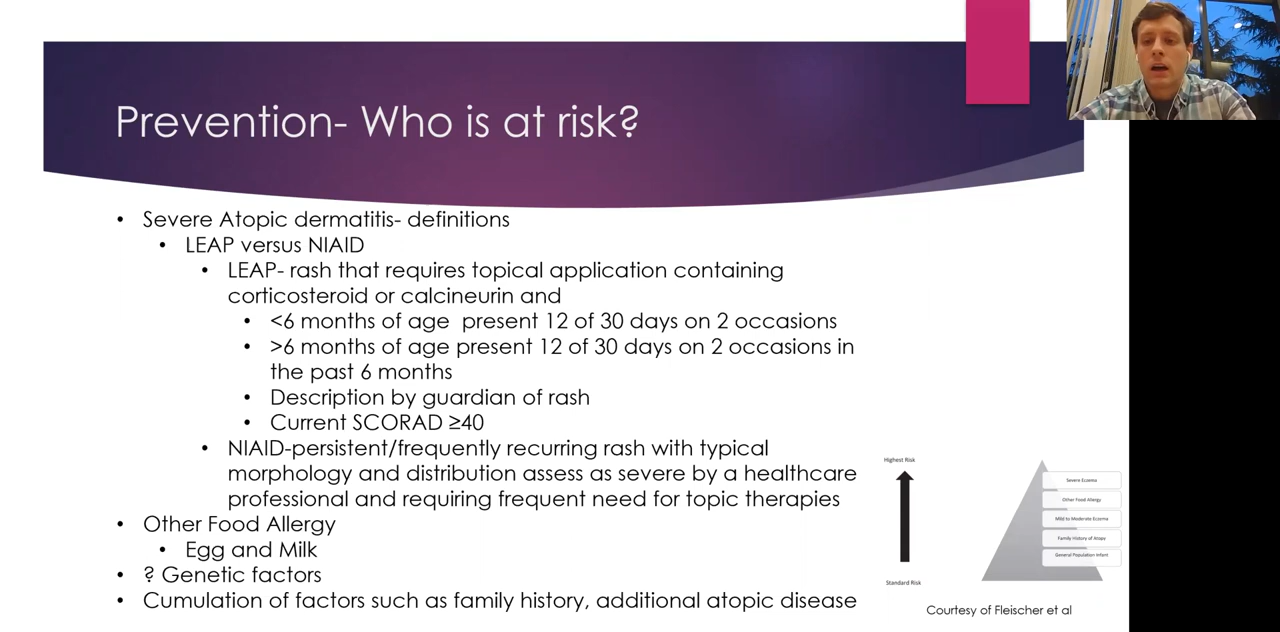 Prevention- Who is at risk?
• Severe Atopic dermatitis- definitions
• LEAP versus NIAID
• LEAP- rash that requires topical application containing
corticosteroid or calcineurin and
• <6 months of age present 12 of 30 days on 2 occasions
• >6 months of age present 12 of 30 days on 2 occasions in
the past 6 months
• Description by guardian of rash
• Current SCORAD ≥40
• NIAID-persistent/frequently recurring rash with typical
morphology and distribution assess as severe by a healthcare
professional and requiring frequent need for topic therapies
• Other Food Allergy
• Egg and Milk
• ? Genetic factors
• Cumulation of factors such as family history, additional atopic disease
Highest Risk
Standard Risk
Severe Eczema
Other Food Allergy
Mild to Moderate Eczema
Family History of Atopy
General Population Infant
Courtesy of Fleischer et al